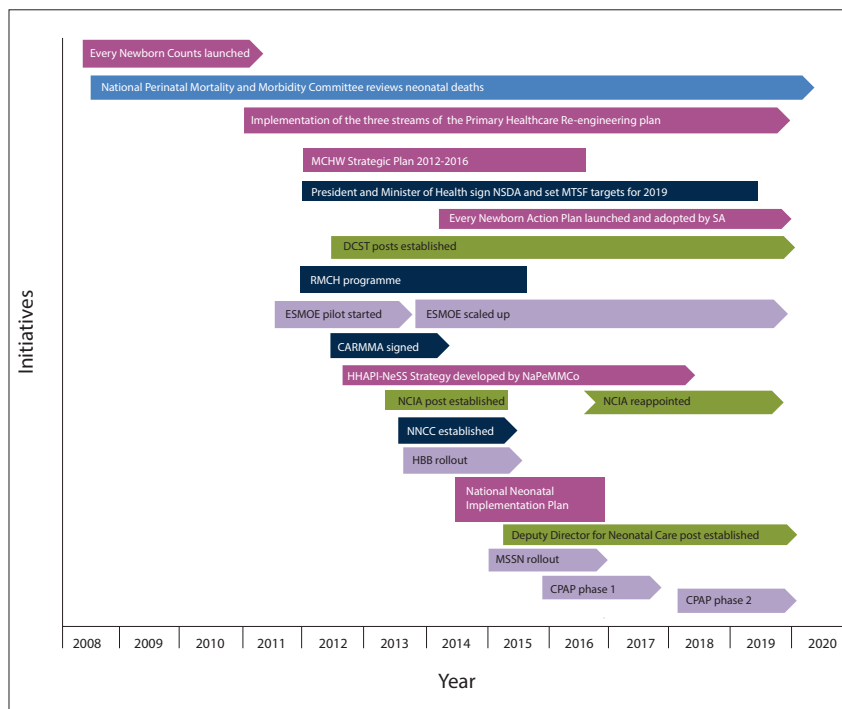 Every Newborn Counts launched
National Perinatal Mortality and Morbidity Committee reviews neonatal deaths
Implementation of the three streams of the Primary Healthcare Re-engineering plan
MCHW Strategic Plan 2012-2016
President and Minister of Health sign NSDA and set MTSF targets for 2019
Every Newborn Action Plan launched and adopted by SA
DCST posts established
RMCH programme
ESMOE pilot started
ESMOE scaled up
CARMMA signed
HHAPI-NeSS Strategy developed by NaPeMMCo
NCIA post established
NCIA reappointed
NNCC established
HBB rollout
National Neonatal
Implementation Plan
Deputy Director for Neonatal Care post established
MSSN rollout
CPAP phase 1
CPAP phase 2
Initiatives
2008 2009 2010 2011 2012 2013 2014 2015 2016 2017 2018 2019 2020
Year